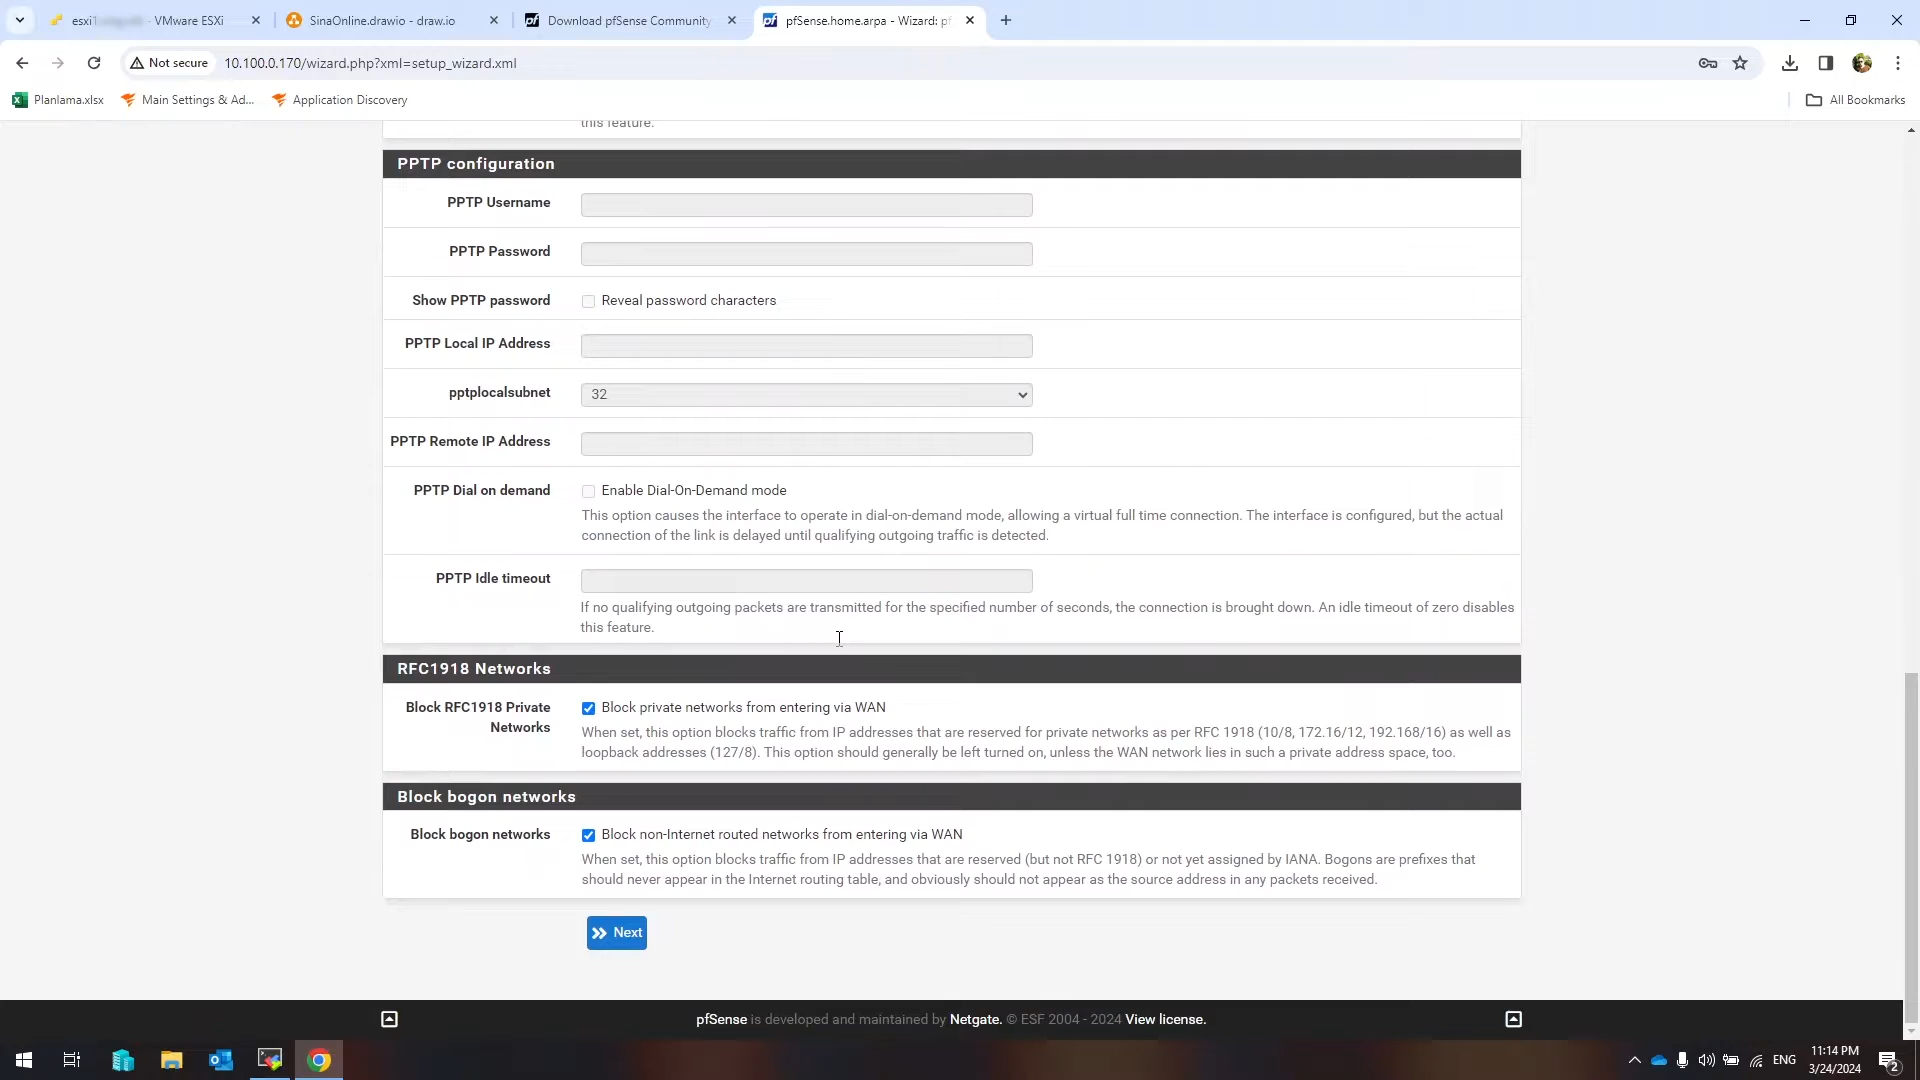 esxi - VMware ESXi
SinaOnline.drawio - draw.io
Download pfSense Community
pfSense.home.arpa - Wizard: pf
Not secure
10.100.0.170/wizard.php?xml=setup_wizard.xml
Planlama.xlsx
Main Settings & Ad...
Application Discovery
All Bookmarks
this feature.
PPTP configuration
PPTP Username
PPTP Password
Show PPTP password
Reveal password characters
PPTP Local IP Address
pptplocalsubnet
32
PPTP Remote IP Address
PPTP Dial on demand
Enable Dial-On-Demand mode
This option causes the interface to operate in dial-on-demand mode, allowing a virtual full time connection. The interface is configured, but the actual
connection of the link is delayed until qualifying outgoing traffic is detected.
PPTP Idle timeout
If no qualifying outgoing packets are transmitted for the specified number of seconds, the connection is brought down. An idle timeout of zero disables
this feature.
RFC1918 Networks
Block RFC1918 Private
Networks
Block private networks from entering via WAN
When set, this option blocks traffic from IP addresses that are reserved for private networks as per RFC 1918 (10/8, 172.16/12, 192.168/16) as well as
loopback addresses (127/8). This option should generally be left turned on, unless the WAN network lies in such a private address space, too.
Block bogon networks
Block bogon networks
Block non-Internet routed networks from entering via WAN
When set, this option blocks traffic from IP addresses that are reserved (but not RFC 1918) or not yet assigned by IANA. Bogons are prefixes that
should never appear in the Internet routing table, and obviously should not appear as the source address in any packets received.
Next
pfSense is developed and maintained by Netgate. © ESF 2004 - 2024 View license.
ENG
11:14 PM
3/24/2024
2